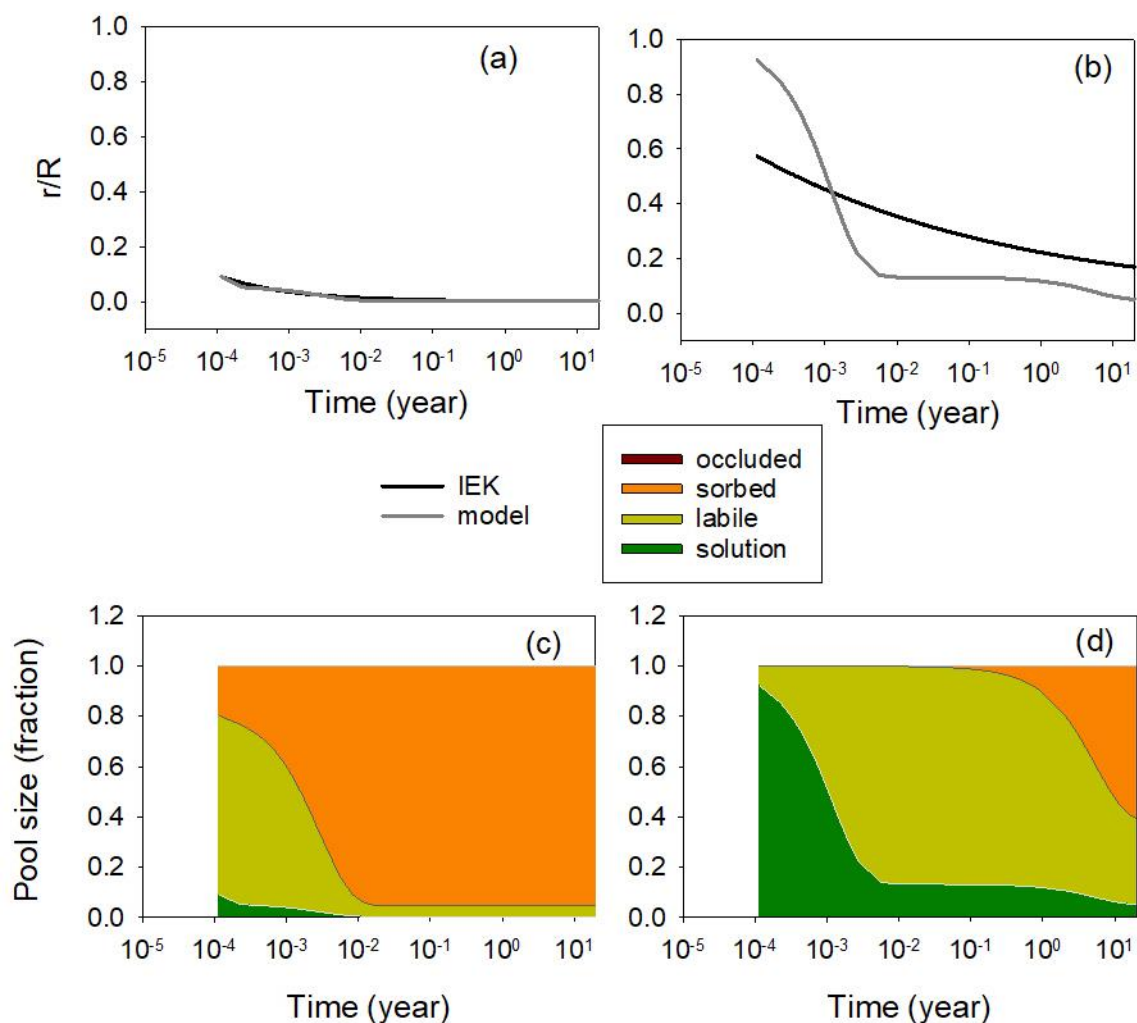 (a)
1.0
0.8
0.6
0.4
0.2
0.0
r/R
10-5 10-4 10-3 10-2 10-1 100 101
Time (year)
(b)
1.0
0.8
0.6
0.4
0.2
0.0
10-5 10-4 10-3 10-2 10-1 100 101
Time (year)
IEK
model
occluded
sorbed
labile
solution
(c)
1.2
1.0
0.8
0.6
0.4
0.2
0.0
Pool size (fraction)
10-5 10-4 10-3 10-2 10-1 100 101
Time (year)
(d)
1.2
1.0
0.8
0.6
0.4
0.2
0.0
10-5 10-4 10-3 10-2 10-1 100 101
Time (year)